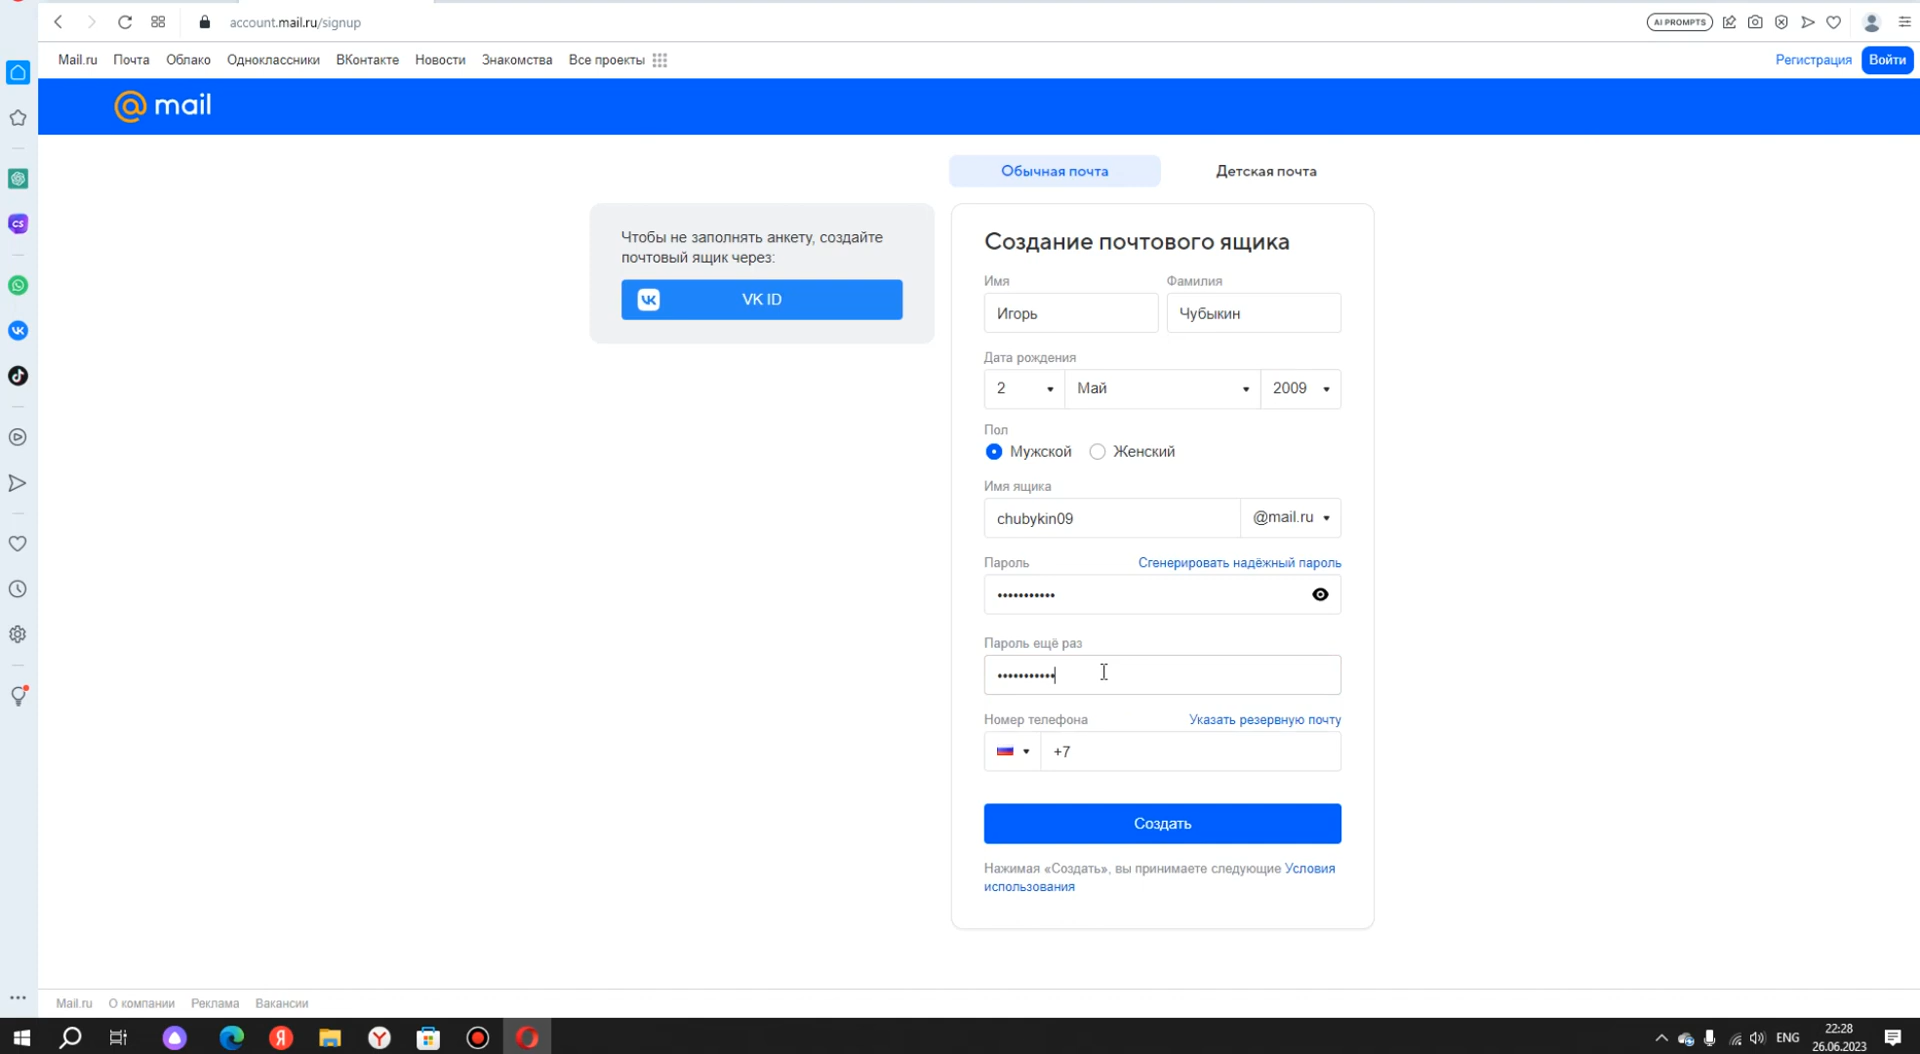 account.mail.ru/signup
AI PROMPTS
Mail.ru Почта Облако Одноклассники ВКонтакте Новости Знакомства Все проекты
Регистрация Войти
@ mail
Обычная почта Детская почта
Чтобы не заполнять анкету, создайте
почтовый ящик через:
VK ID
Создание почтового ящика
Имя Фамилия
Игорь Чубыкин
Дата рождения
2 Май 2009
Пол
Мужской Женский
Имя ящика
chubykin09 @mail.ru
Пароль Сгенерировать надёжный пароль
•••••••••••
Пароль ещё раз
•••••••••••
Номер телефона Указать резервную почту
+7
Создать
Нажимая «Создать», вы принимаете следующие Условия
использования
Mail.ru О компании Реклама Вакансии
ENG
22:28
26.06.2023